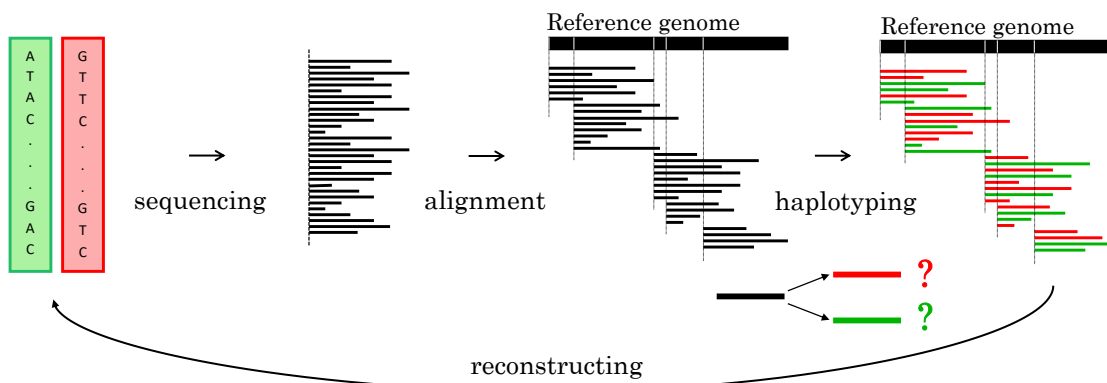 A
T
A
C
.
.
.
G
A
C
G
T
T
C
.
.
.
G
T
C
sequencing
alignment
Reference genome
haplotyping
Reference genome
?
?
reconstructing